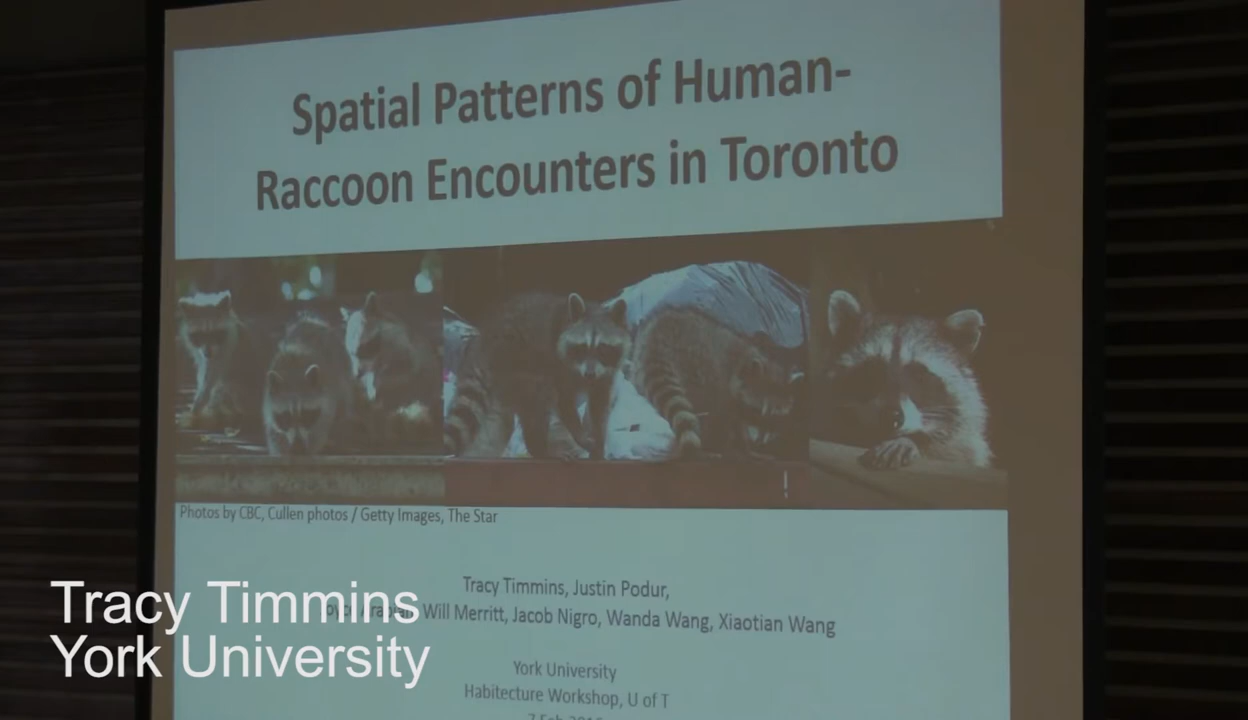 Spatial Patterns of Human-
Raccoon Encounters in Toronto
Photos by CBC, Cullen photos / Getty Images, The Star
Tracy Timmins, Justin Podur,
Will Merritt, Jacob Nigro, Wanda Wang, Xiaotian Wang
York University
Habitecture Workshop, U of T
7 Feb
Tracy Timmins
York University